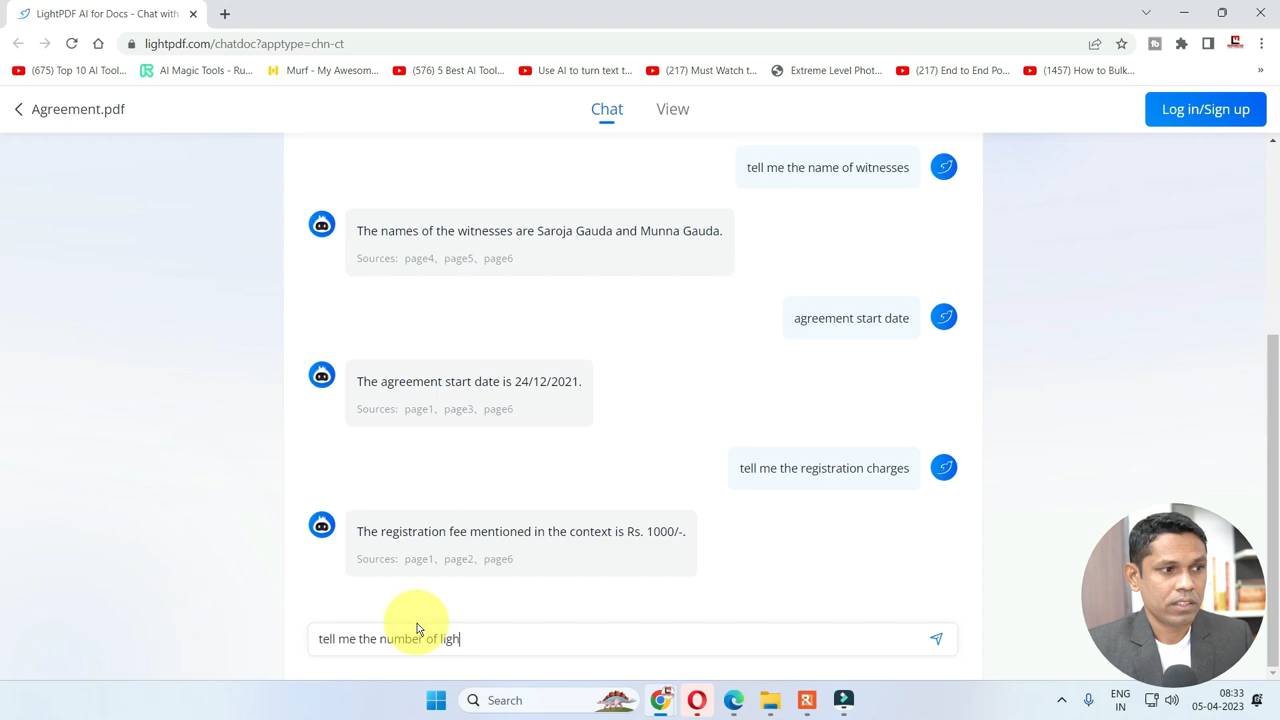 LightPDF AI for Docs - Chat with
lightpdf.com/chatdoc?apptype=chn-ct
(675) Top 10 AI Tool...
AI Magic Tools - Ru...
Murf - My Awesom...
(576) 5 Best AI Tool...
Use AI to turn text t...
(217) Must Watch t...
Extreme Level Phot...
(217) End to End Po...
(1457) How to Bulk...
»
Agreement.pdf
Chat
View
Log in/Sign up
tell me the name of witnesses
The names of the witnesses are Saroja Gauda and Munna Gauda.
Sources: page4、page5、page6
agreement start date
The agreement start date is 24/12/2021.
Sources: page1、page3、page6
tell me the registration charges
The registration fee mentioned in the context is Rs. 1000/-.
Sources: page1、page2、page6
tell me the number of ligh
Search
ENG
IN
08:33
05-04-2023